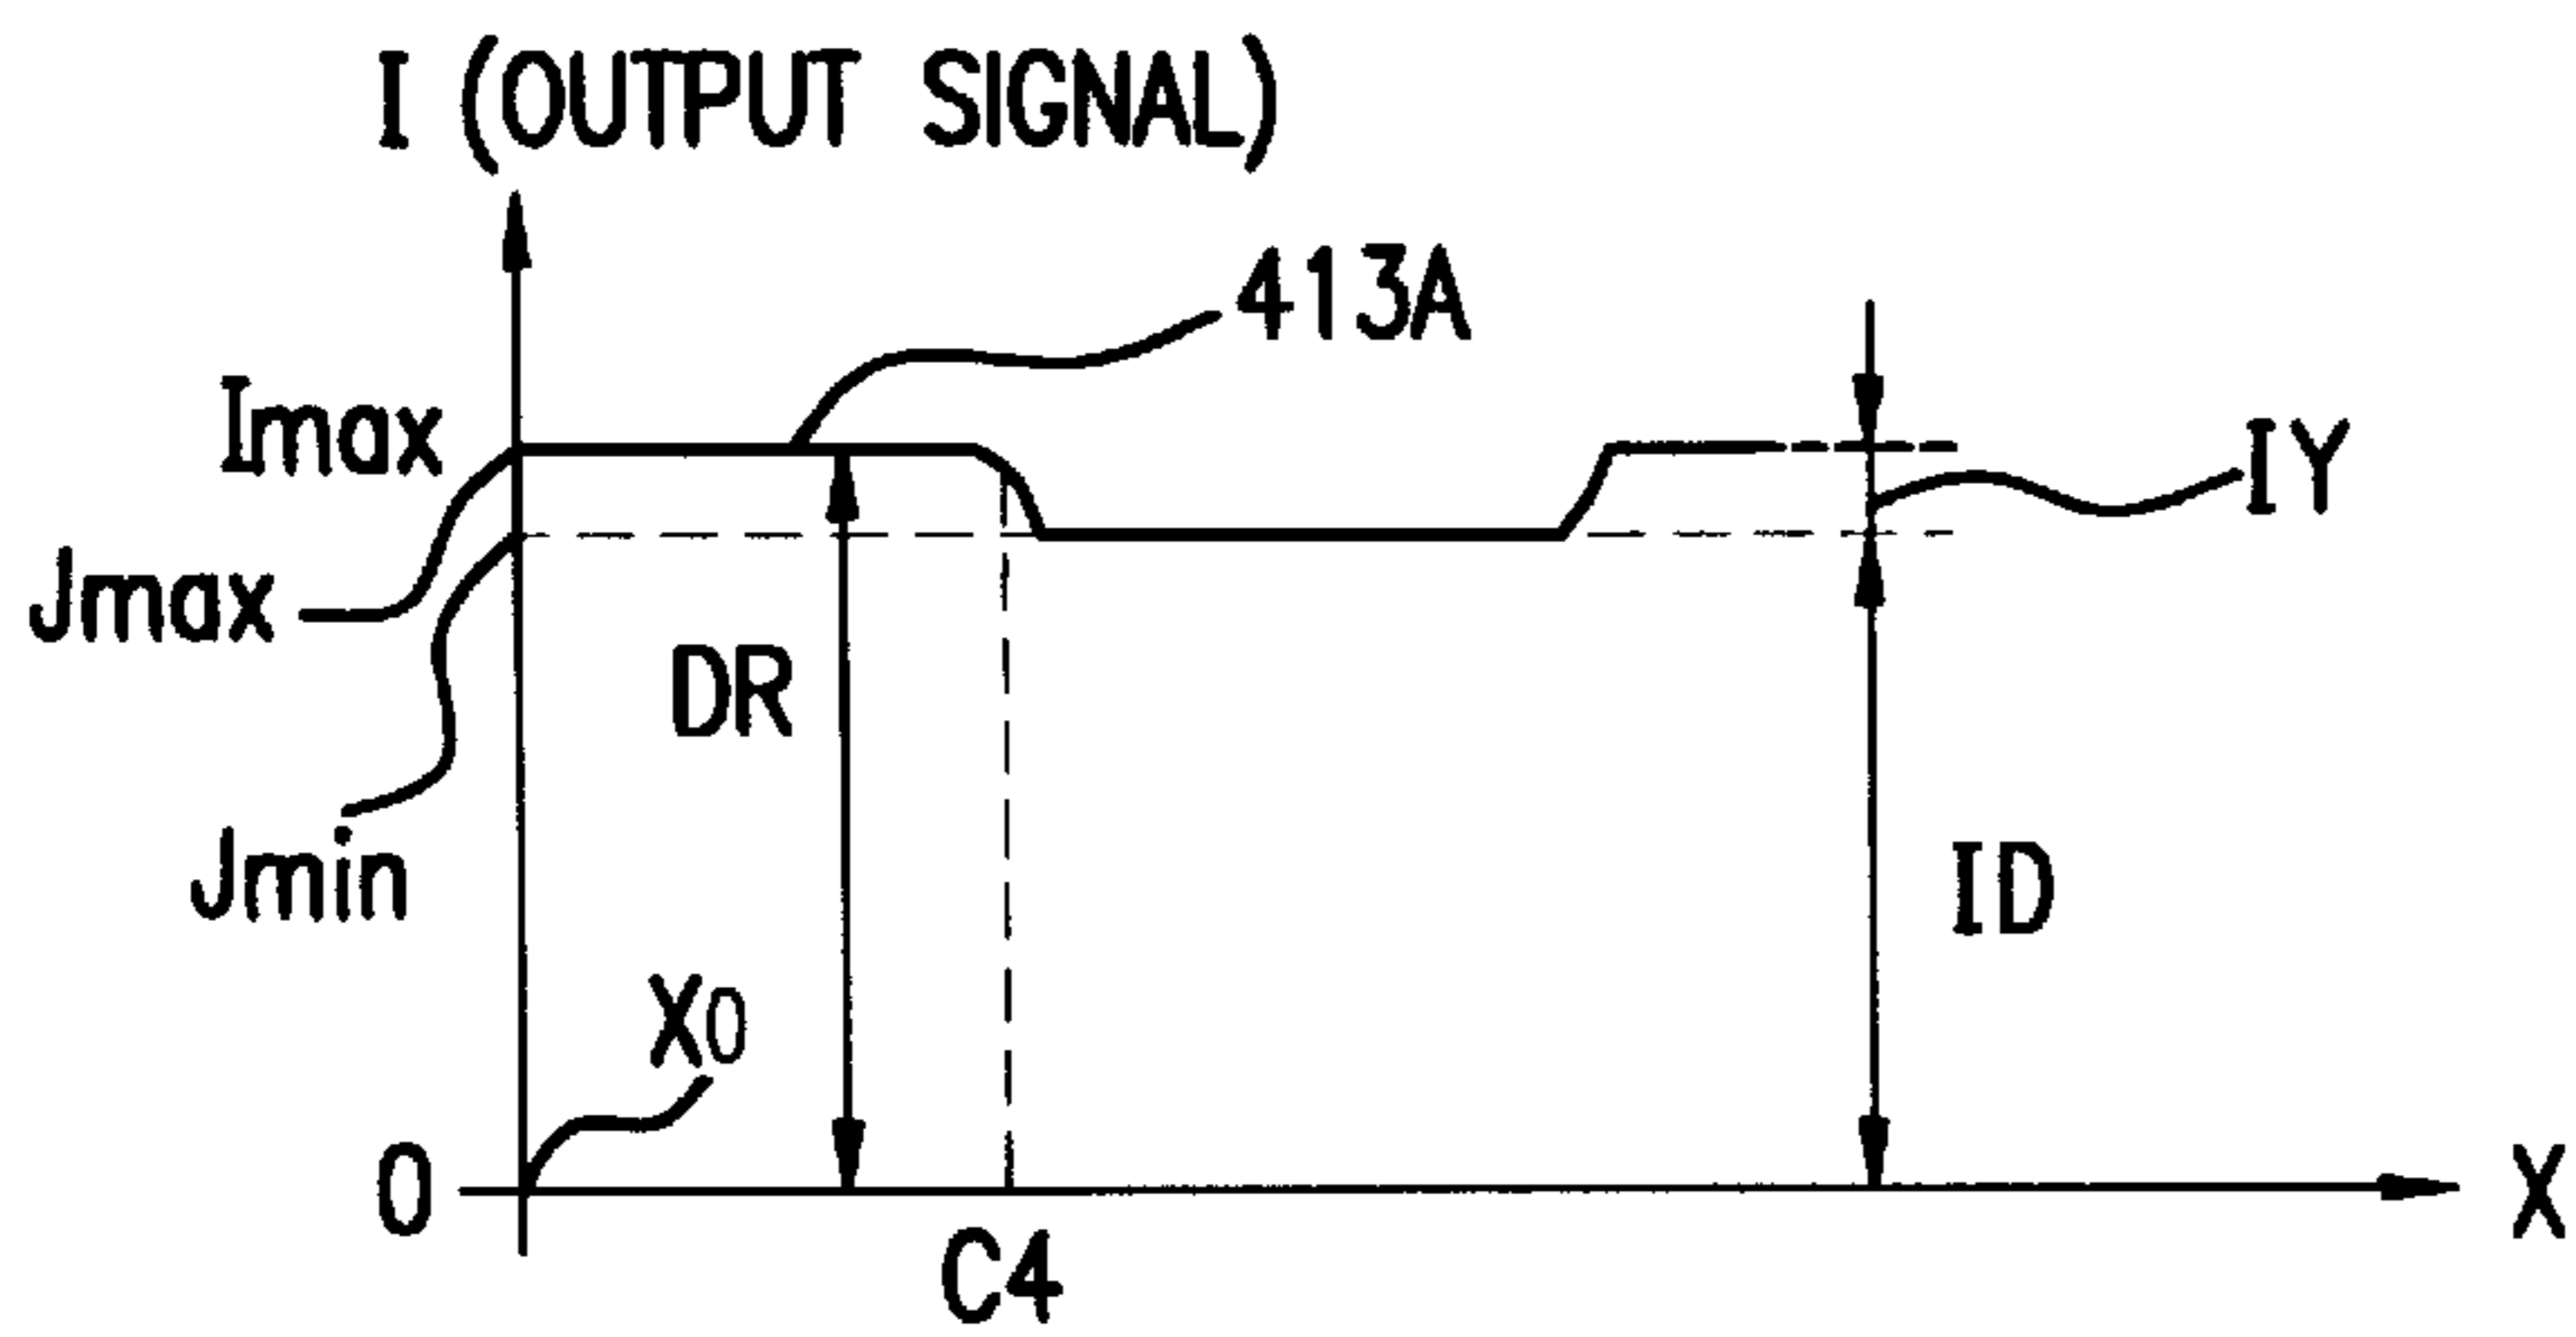 I (OUTPUT SIGNAL)
413A
Imax
IY
Jmax
DR
Jmin
ID
X0
0
X
C4